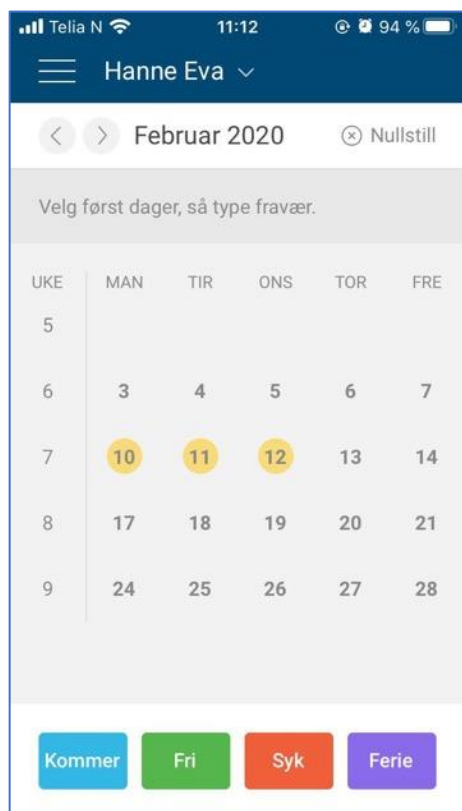 Telia N 11:12 94 %
Hanne Eva
Februar 2020 Nullstill
Velg først dager, så type fravær.
UKE MAN TIR ONS TOR FRE
5
6 3 4 5 6 7
7 10 11 12 13 14
8 17 18 19 20 21
9 24 25 26 27 28
Kommer Fri Syk Ferie